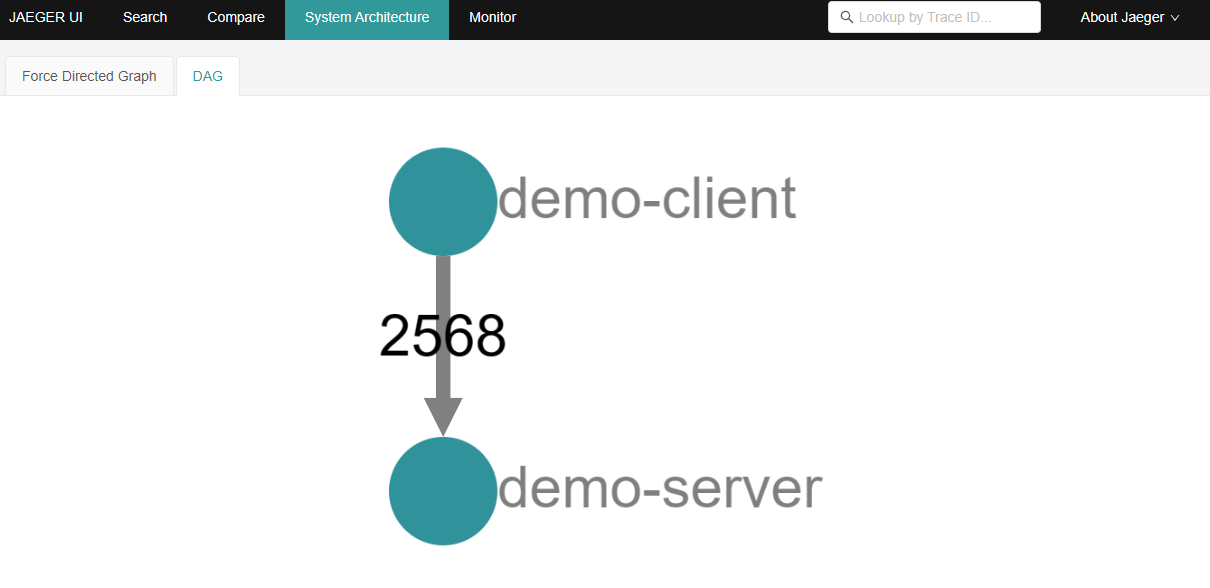 JAEGER UI Search Compare System Architecture Monitor Lookup by Trace ID... About Jaeger
Force Directed Graph DAG
demo-client
2568
demo-server